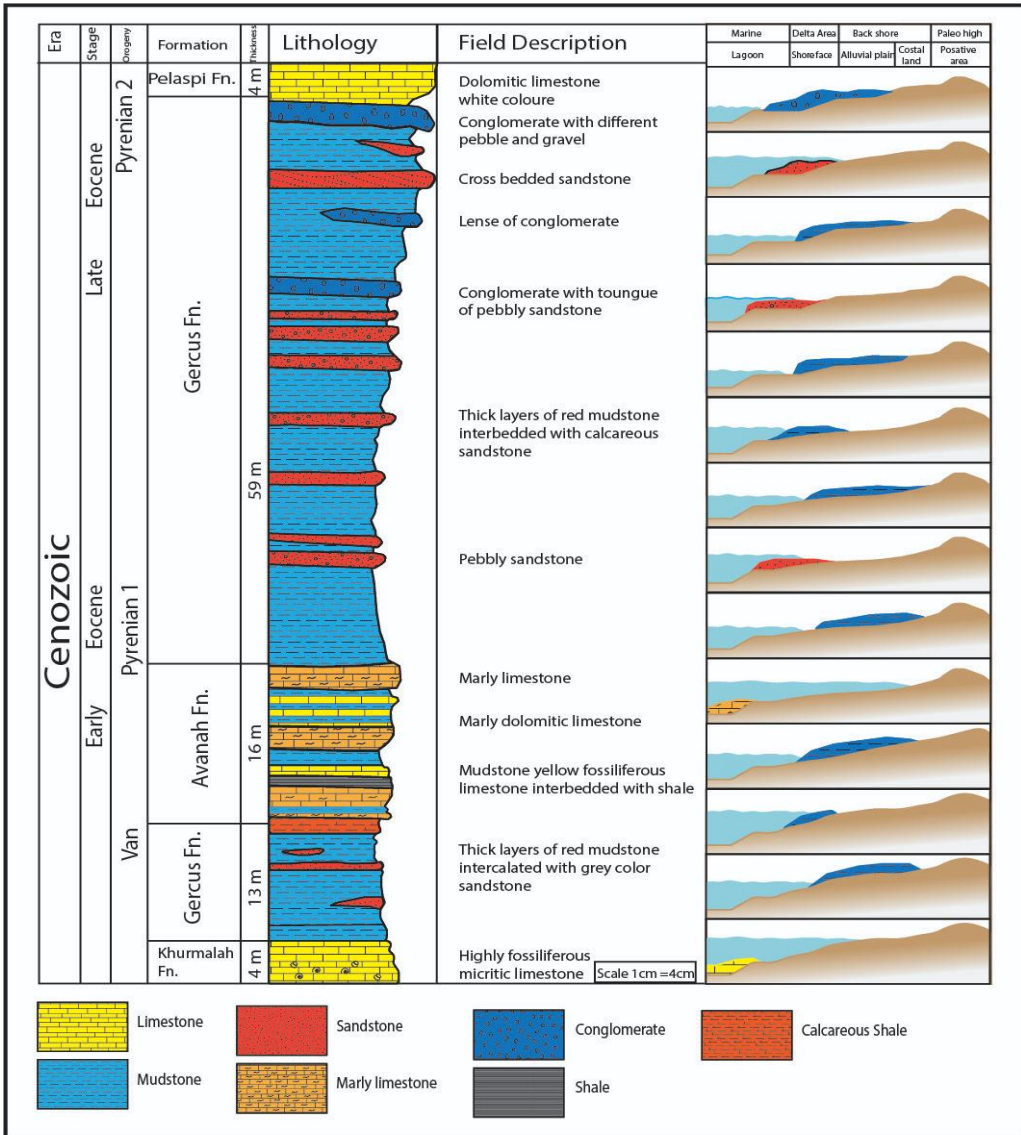 Era
Stage
Orogeny
Formation
Thickness
Lithology
Field Description
Marine
Delta Area
Back shore
Paleo high
Lagoon
Shoreface
Alluvial plain
Costal
land
Posative
area
Cenozoic
Late Eocene
Early Eocene
Pyrenian 2
Pyrenian 1
Van
Pelaspi Fn.
4 m
Gercus Fn.
59 m
Avanah Fn.
16 m
Gercus Fn.
13 m
Khurmalah
Fn.
4 m
Dolomitic limestone
white coloure
Conglomerate with different
pebble and gravel
Cross bedded sandstone
Lense of conglomerate
Conglomerate with toungue
of pebbly sandstone
Thick layers of red mudstone
interbedded with calcareous
sandstone
Pebbly sandstone
Marly limestone
Marly dolomitic limestone
Mudstone yellow fossiliferous
limestone interbedded with shale
Thick layers of red mudstone
intercalated with grey color
sandstone
Highly fossiliferous
micritic limestone
Scale 1cm =4cm
Limestone
Sandstone
Conglomerate
Calcareous Shale
Mudstone
Marly limestone
Shale